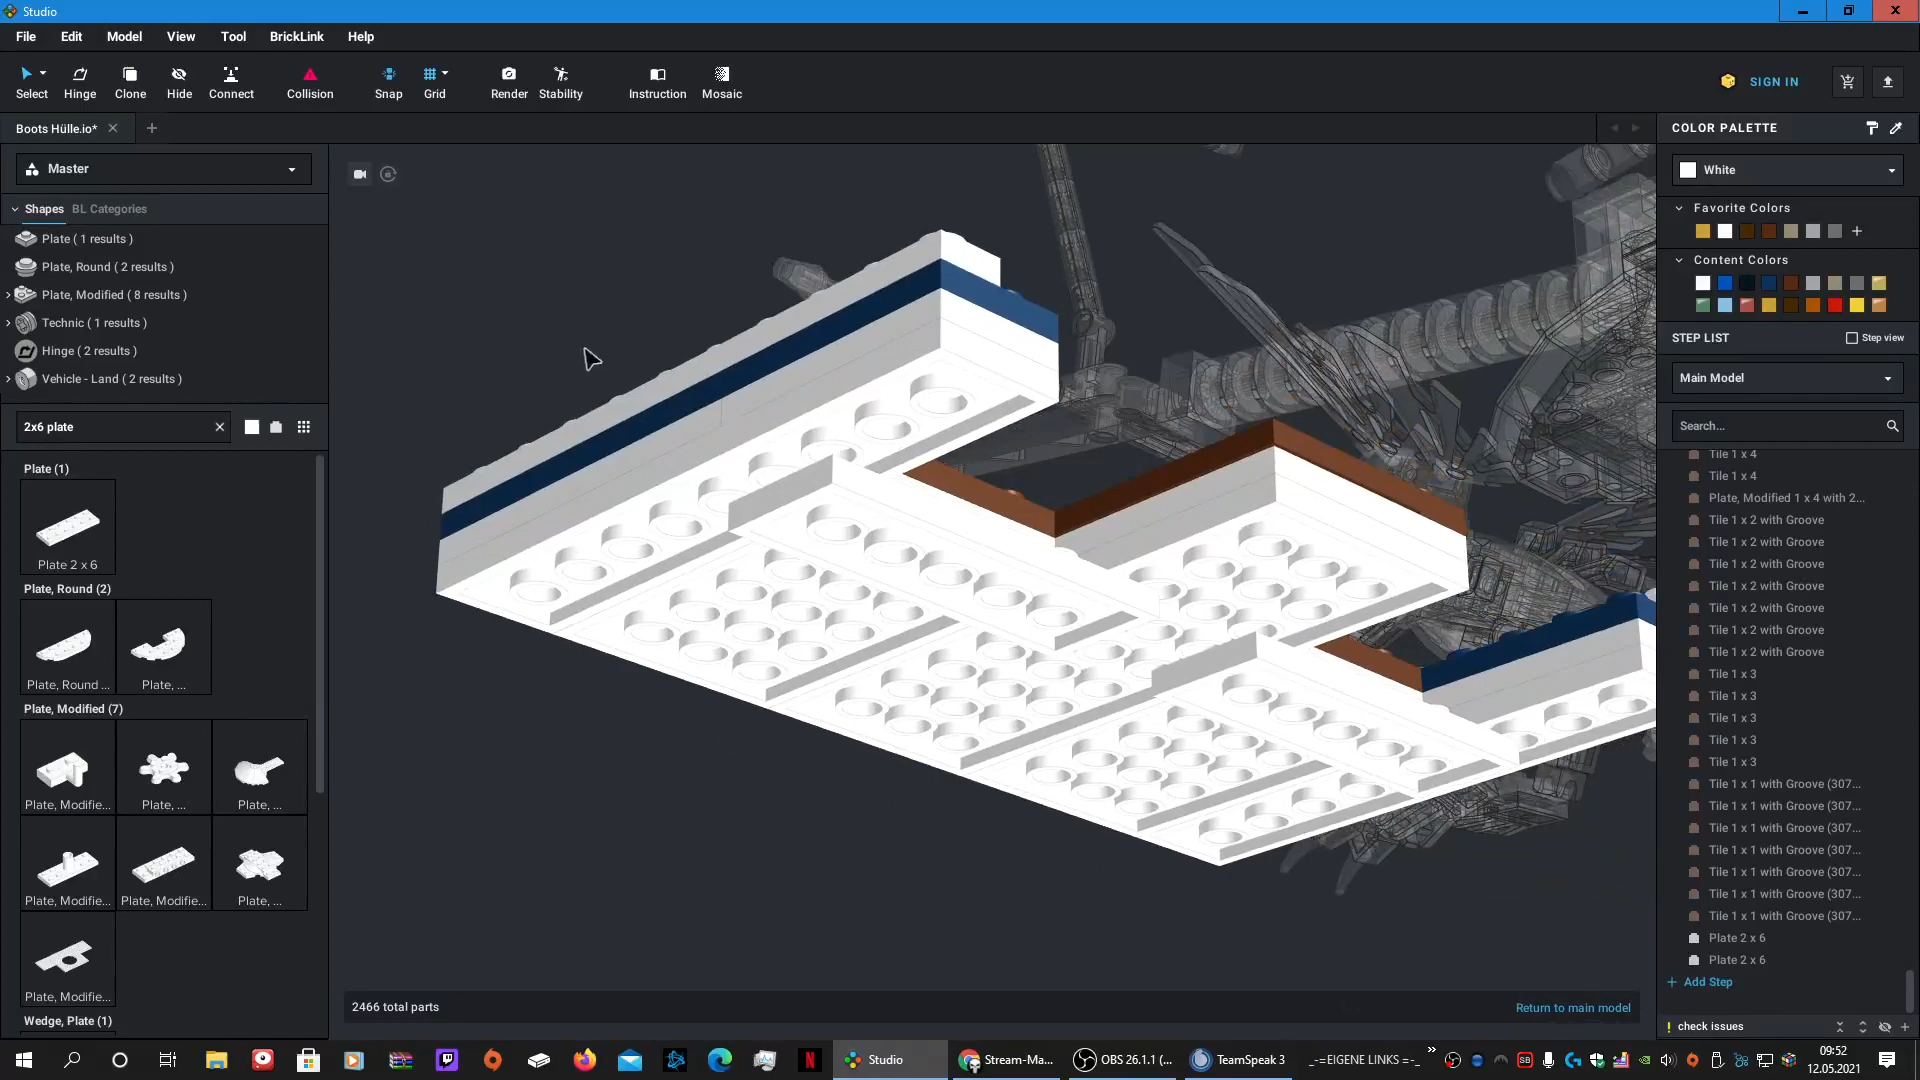 Studio
File Edit Model View Tool BrickLink Help
Select Hinge Clone Hide Connect Collision Snap Grid Render Stability Instruction Mosaic
SIGN IN
Boots Hülle.io*
Master
Shapes BL Categories
Plate ( 1 results )
Plate, Round ( 2 results )
Plate, Modified ( 8 results )
Technic ( 1 results )
Hinge ( 2 results )
Vehicle - Land ( 2 results )
2x6 plate
Plate (1)
Plate 2 x 6
Plate, Round (2)
Plate, Round ... Plate, ...
Plate, Modified (7)
Plate, Modifie... Plate, ... Plate, ...
Plate, Modifie... Plate, Modifie... Plate, ...
Plate, Modifie...
Wedge, Plate (1)
2466 total parts
Return to main model
COLOR PALETTE
White
Favorite Colors
+
Content Colors
STEP LIST
Step view
Main Model
Search...
Tile 1 x 4
Tile 1 x 4
Plate, Modified 1 x 4 with 2...
Tile 1 x 2 with Groove
Tile 1 x 2 with Groove
Tile 1 x 2 with Groove
Tile 1 x 2 with Groove
Tile 1 x 2 with Groove
Tile 1 x 2 with Groove
Tile 1 x 2 with Groove
Tile 1 x 3
Tile 1 x 3
Tile 1 x 3
Tile 1 x 3
Tile 1 x 3
Tile 1 x 1 with Groove (307...
Tile 1 x 1 with Groove (307...
Tile 1 x 1 with Groove (307...
Tile 1 x 1 with Groove (307...
Tile 1 x 1 with Groove (307...
Tile 1 x 1 with Groove (307...
Tile 1 x 1 with Groove (307...
Plate 2 x 6
Plate 2 x 6
+ Add Step
! check issues
Studio
Stream-Ma...
OBS 26.1.1 (...
TeamSpeak 3
_-=EIGENE LINKS =-_
»
SB
09:52
12.05.2021